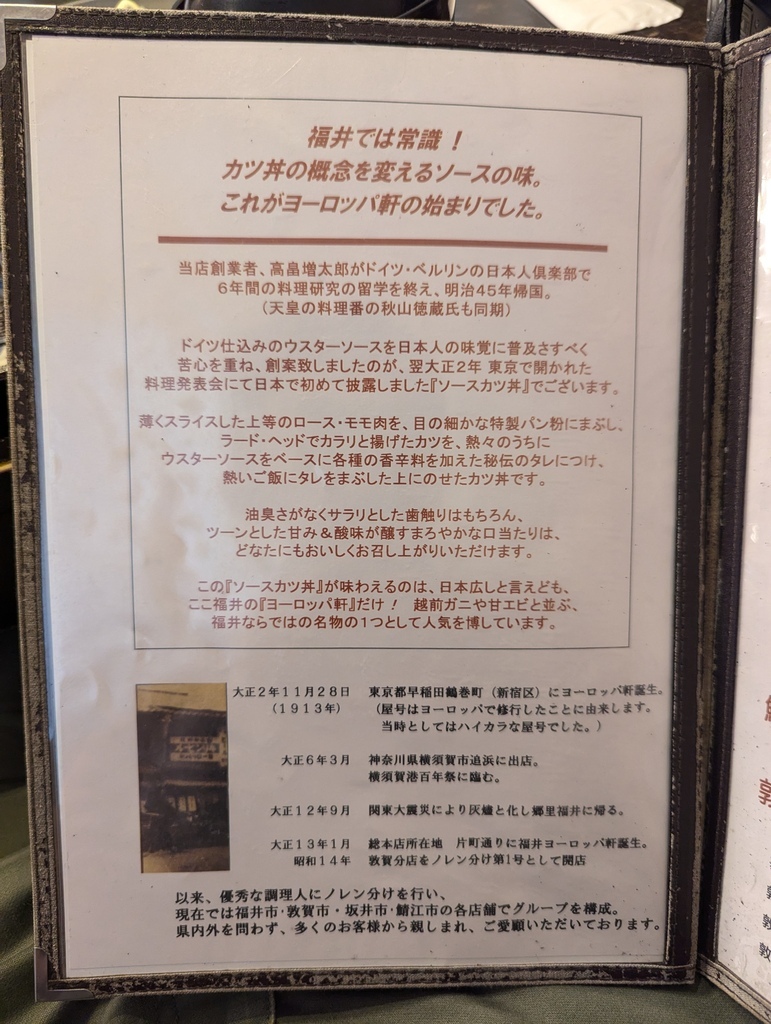 福井では常識！
カツ丼の概念を変えるソースの味。
これがヨーロッパ軒の始まりでした。
当店創業者、高畠増太郎がドイツ・ベルリンの日本人倶楽部で
6年間の料理研究の留学を終え、明治45年帰国。
（天皇の料理番の秋山徳蔵氏も同期）
ドイツ仕込みのウスターソースを日本人の味覚に普及さすべく
苦心を重ね、創案致しましたのが、翌大正2年 東京で開かれた
料理発表会にて日本で初めて披露しました『ソースカツ丼』でございます。
薄くスライスした上等のロース・モモ肉を、目の細かな特製パン粉にまぶし、
ラード・ヘッドでカラリと揚げたカツを、熱々のうちに
ウスターソースをベースに各種の香辛料を加えた秘伝のタレにつけ、
熱いご飯にタレをまぶした上にのせたカツ丼です。
油臭さがなくサラリとした歯触りはもちろん、
ツーンとした甘み＆酸味が醸すまろやかな口当たりは、
どなたにもおいしくお召し上がりいただけます。
この『ソースカツ丼』が味わえるのは、日本広しと言えども、
ここ福井の『ヨーロッパ軒』だけ！ 越前ガニや甘エビと並ぶ、
福井ならではの名物の1つとして人気を博しています。
大正2年11月28日 東京都早稲田鶴巻町（新宿区）にヨーロッパ軒誕生。
（1913年） （屋号はヨーロッパで修行したことに由来します。
当時としてはハイカラな屋号でした。）
大正6年3月 神奈川県横須賀市追浜に出店。
横須賀港百年祭に臨む。
大正12年9月 関東大震災により灰燼と化し郷里福井に帰る。
大正13年1月 総本店所在地 片町通りに福井ヨーロッパ軒誕生。
昭和14年 敦賀分店をノレン分け第1号として開店
以来、優秀な調理人にノレン分けを行い、
現在では福井市・敦賀市・坂井市・鯖江市の各店舗でグループを構成。
県内外を問わず、多くのお客様から親しまれ、ご愛顧いただいております。